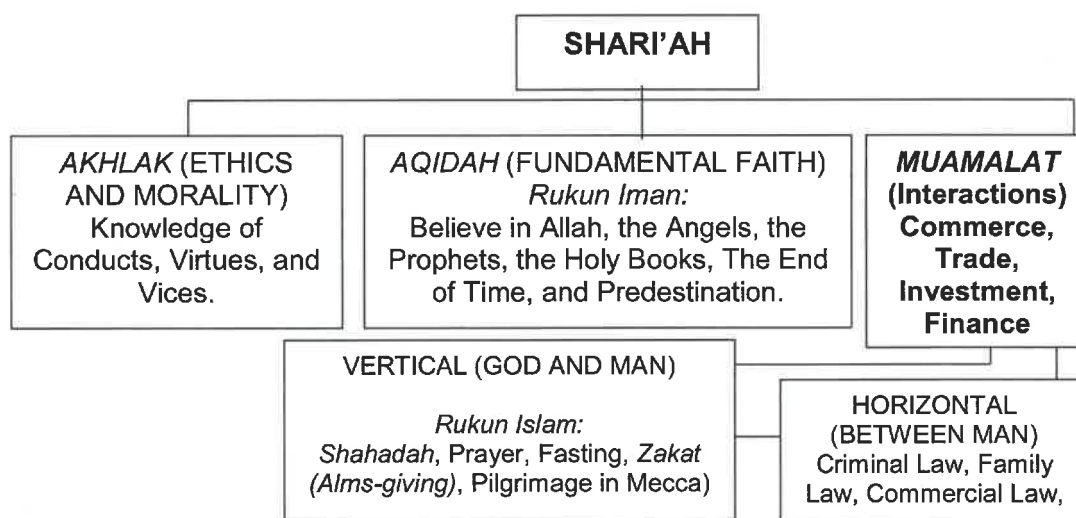 SHARI'AH
AKHLAK (ETHICS
AND MORALITY)
Knowledge of
Conducts, Virtues, and
Vices.
AQIDAH (FUNDAMENTAL FAITH)
Rukun Iman:
Believe in Allah, the Angels, the
Prophets, the Holy Books, The End
of Time, and Predestination.
MUAMALAT
(Interactions)
Commerce,
Trade,
Investment,
Finance
VERTICAL (GOD AND MAN)
Rukun Islam:
Shahadah, Prayer, Fasting, Zakat
(Alms-giving), Pilgrimage in Mecca)
HORIZONTAL
(BETWEEN MAN)
Criminal Law, Family
Law, Commercial Law,